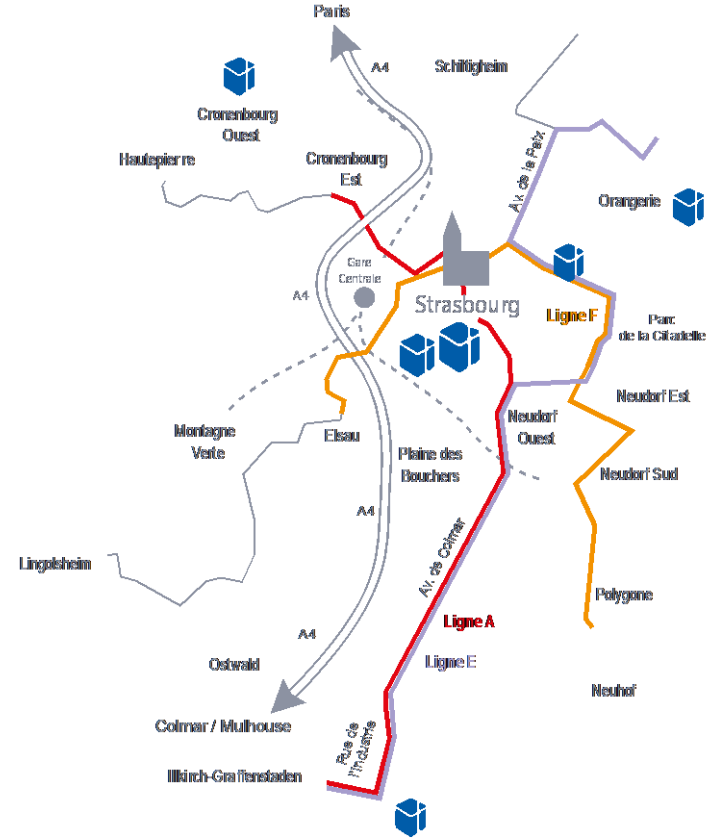 Paris
A4
Schiltigheim
Cronenbourg
Ouest
Hautepierre
Cronenbourg
Est
Av. de la Paix
Orangerie
Gare
Centrale
A4
Strasbourg
Ligne F
Parc
de la Citadelle
Neudorf Est
Neudorf
Ouest
Montagne
Verte
Elsau
Plaine des
Bouchers
Neudorf Sud
A4
Av. de Colmar
Lingolsheim
Polygone
Ligne A
A4
Ligne E
Ostwald
Neuhof
Colmar / Mulhouse
Rue de
l'Industrie
Illkirch-Graffenstaden